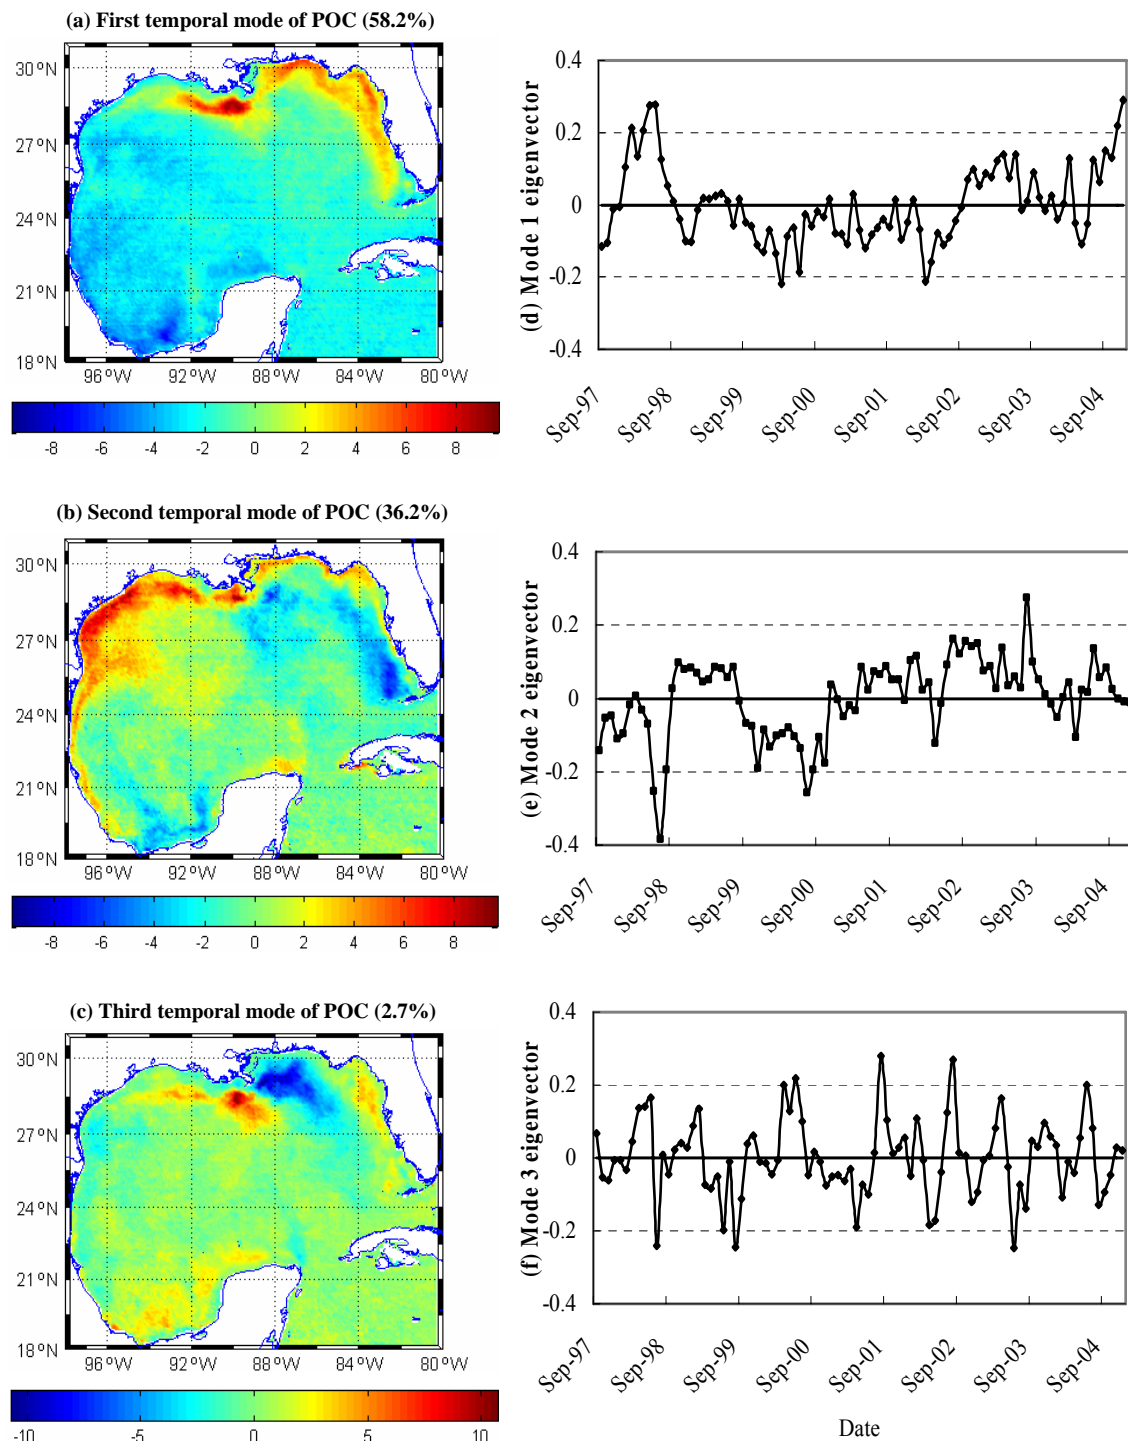 (a) First temporal mode of POC (58.2%)
30°N
27°N
24°N
21°N
18°N
96°W 92°W 88°W 84°W 80°W
-8 -6 -4 -2 0 2 4 6 8
(d) Mode 1 eigenvector
0.4
0.2
0
-0.2
-0.4
Sep-97 Sep-98 Sep-99 Sep-00 Sep-01 Sep-02 Sep-03 Sep-04
(b) Second temporal mode of POC (36.2%)
30°N
27°N
24°N
21°N
18°N
96°W 92°W 88°W 84°W 80°W
-8 -6 -4 -2 0 2 4 6 8
(e) Mode 2 eigenvector
0.4
0.2
0
-0.2
-0.4
Sep-97 Sep-98 Sep-99 Sep-00 Sep-01 Sep-02 Sep-03 Sep-04
(c) Third temporal mode of POC (2.7%)
30°N
27°N
24°N
21°N
18°N
96°W 92°W 88°W 84°W 80°W
-10 -5 0 5 10
(f) Mode 3 eigenvector
0.4
0.2
0
-0.2
-0.4
Sep-97 Sep-98 Sep-99 Sep-00 Sep-01 Sep-02 Sep-03 Sep-04
Date